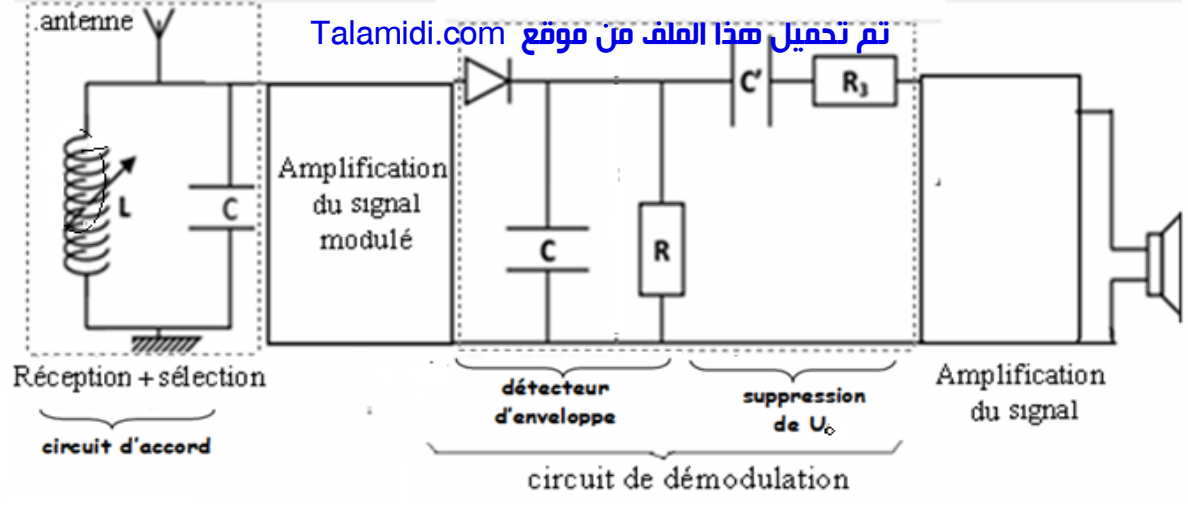 .antènne
تم تحميل هذا الملف من موقع Talamidi.com
C'
R₃
Amplification
du signal
modulé
L
C
C
R
Réception + sélection
circuit d'accord
détecteur
d'enveloppe
suppression
de U₀
Amplification
du signal
circuit de démodulation